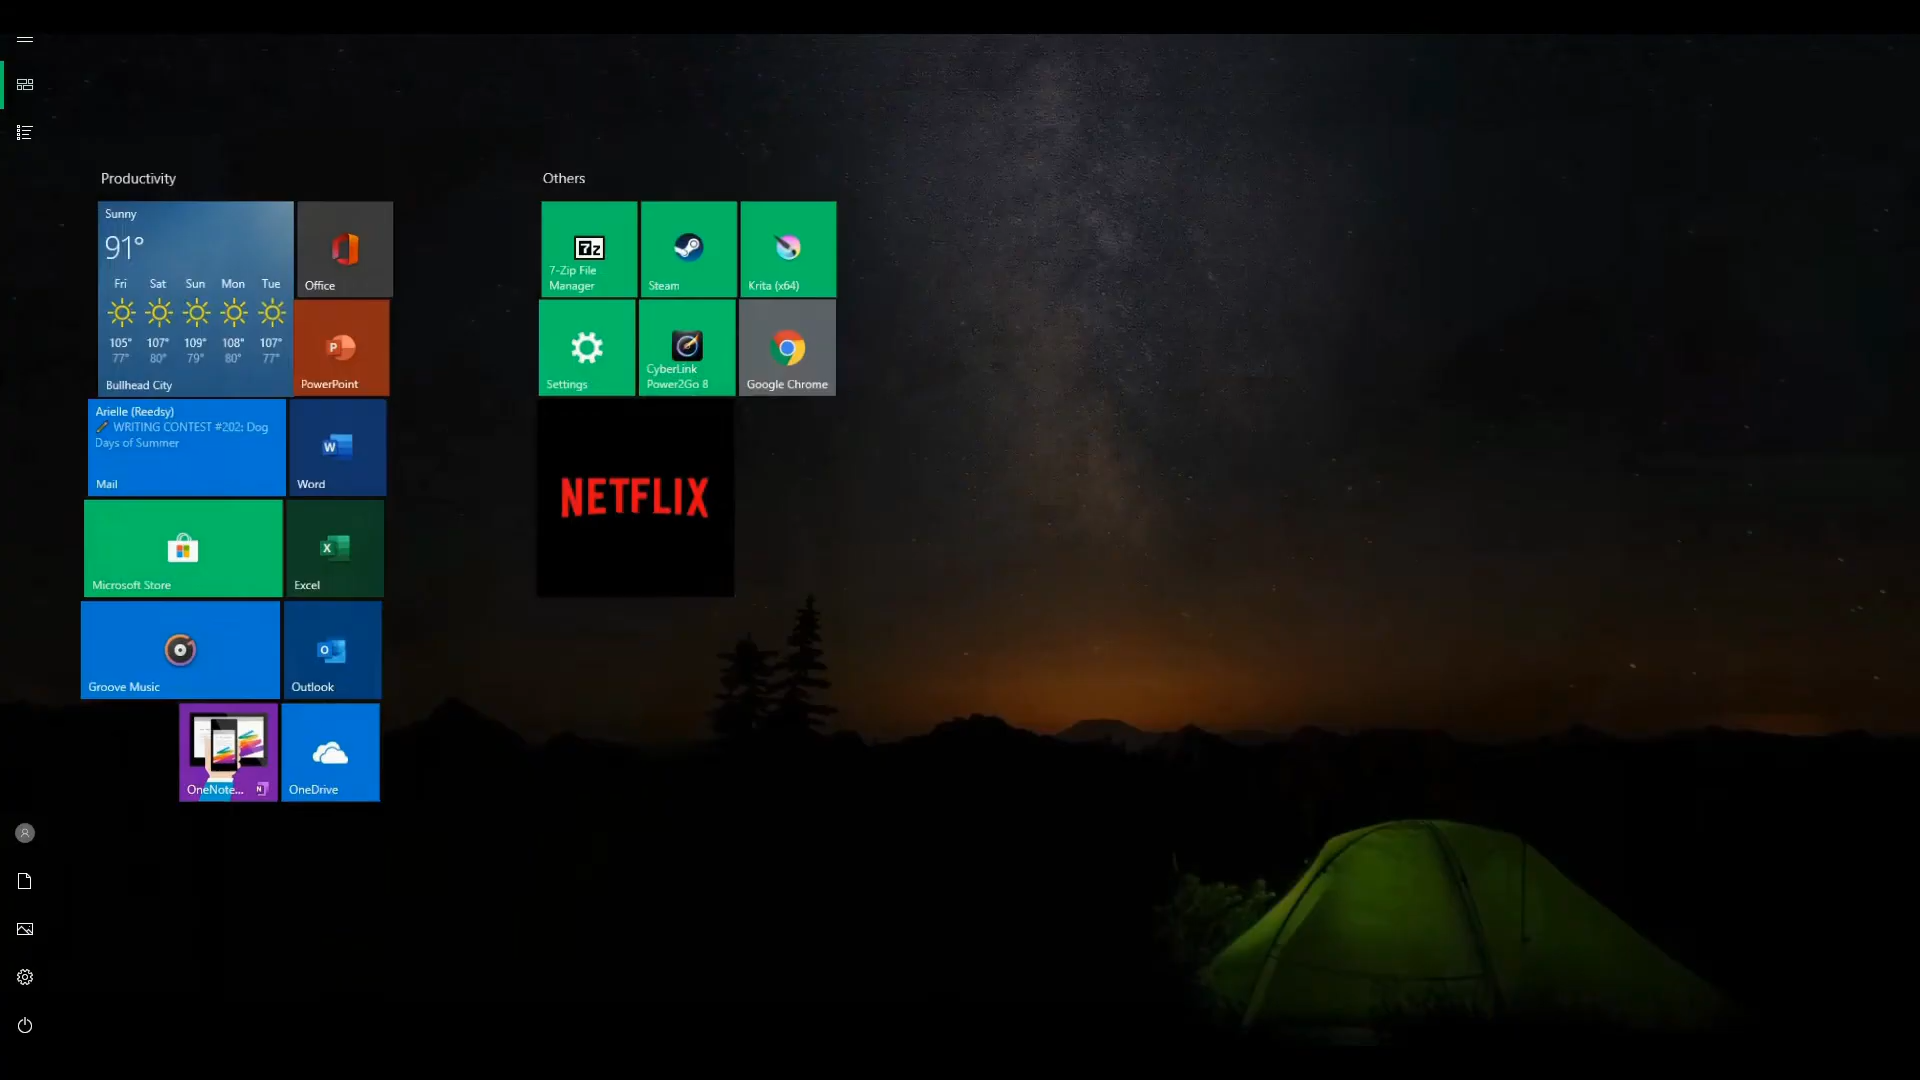 Productivity
Sunny
91°
Fri Sat Sun Mon Tue
105° 107° 109° 108° 107°
77° 80° 79° 80° 77°
Bullhead City
Office
PowerPoint
Arielle (Reedsy)
WRITING CONTEST #202: Dog
Days of Summer
Mail
Word
Microsoft Store
Excel
Groove Music
Outlook
OneNote...
OneDrive
Others
7z
7-Zip File
Manager
Steam
Krita (x64)
Settings
CyberLink
Power2Go 8
Google Chrome
NETFLIX